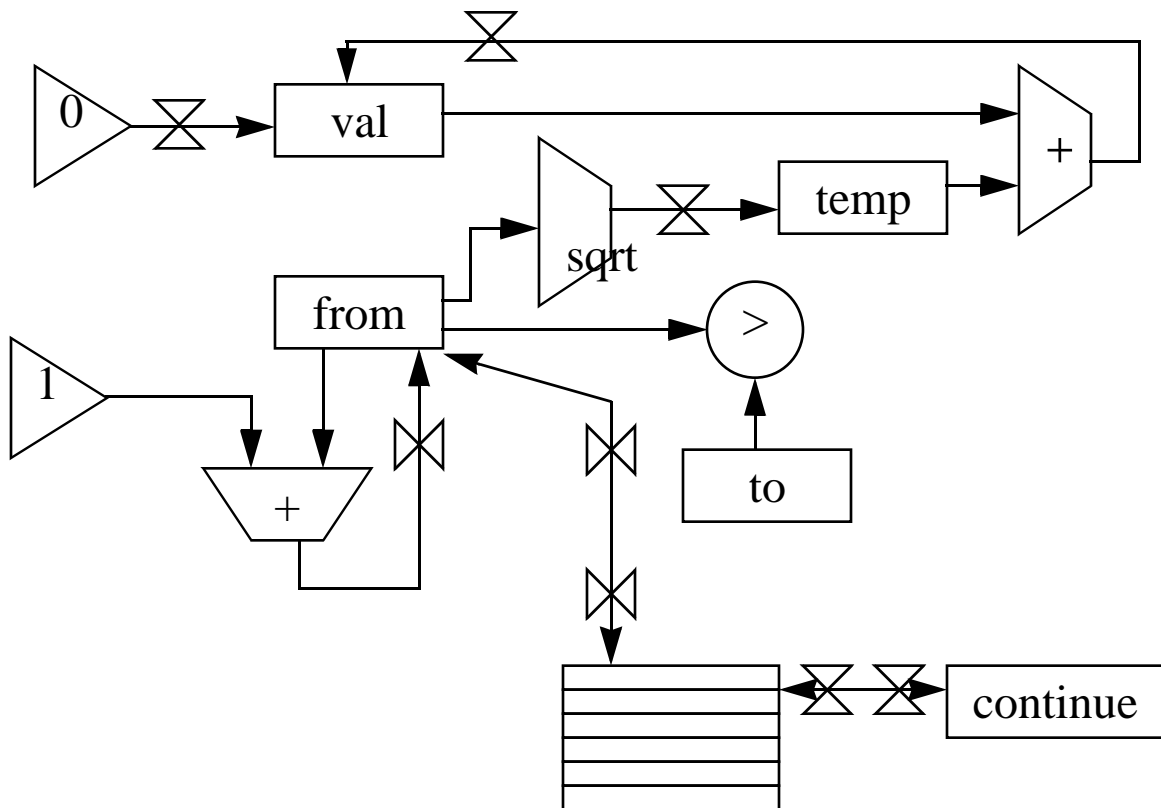 0
val
+
temp
sqrt
from
>
1
to
+
continue